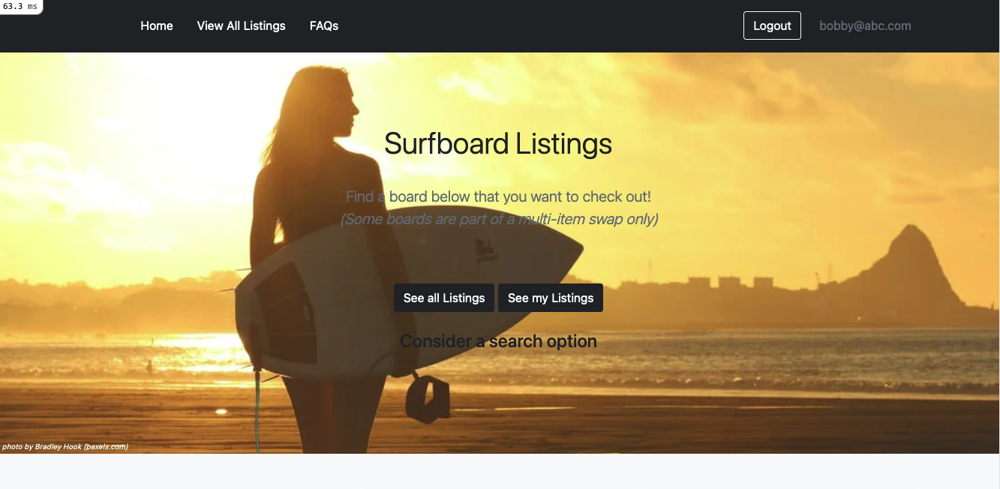 63.3 ms
Home View All Listings FAQs Logout bobby@abc.com
Surfboard Listings
Find a board below that you want to check out!
(Some boards are part of a multi-item swap only)
See all Listings See my Listings
Consider a search option
photo by Bradley Hook (pexels.com)